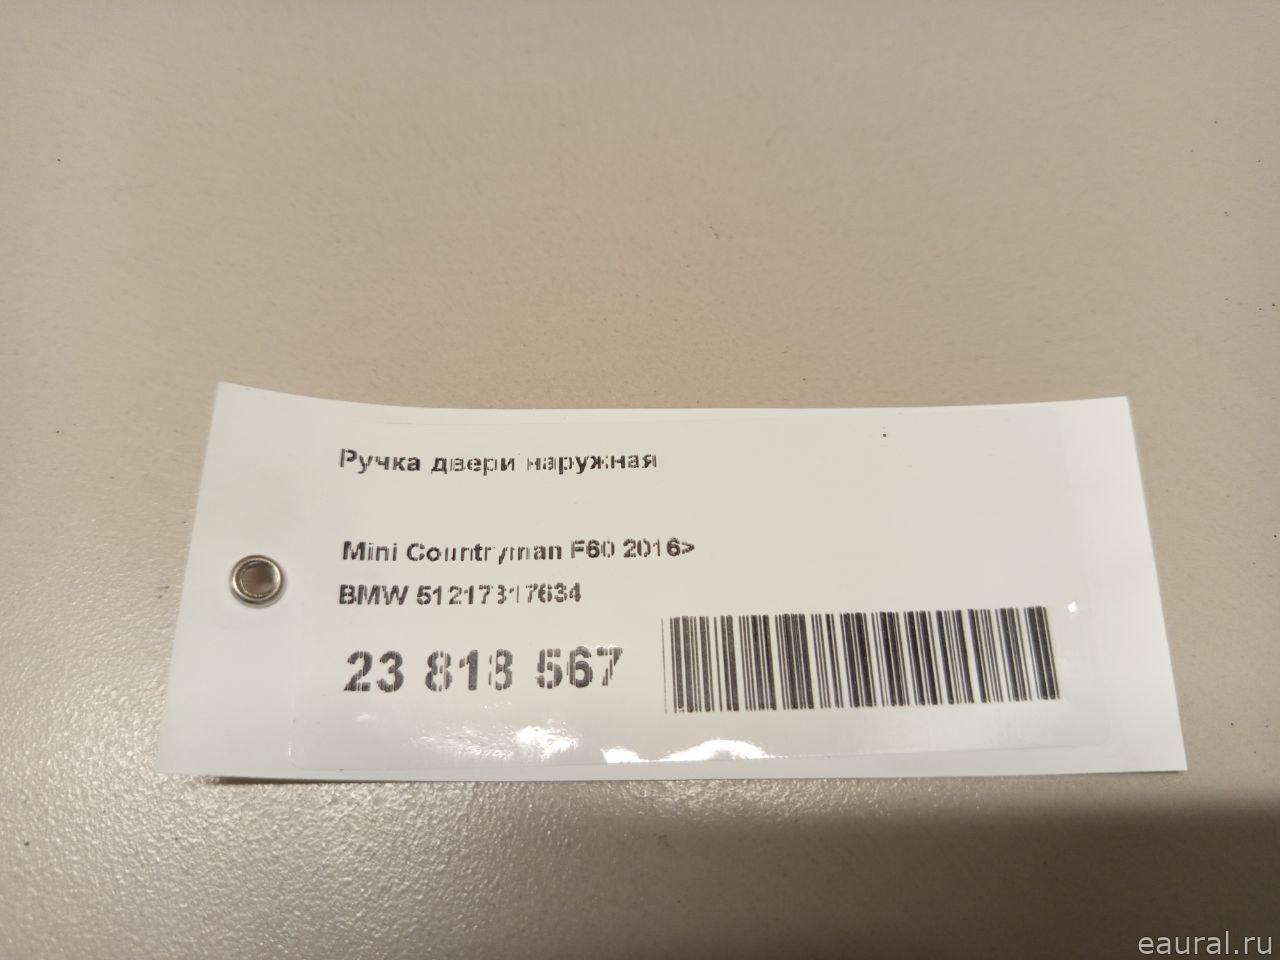 Ручка двери наружная
Mini Countryman F60 2016>
BMW 51217317634
23 818 567
eaural.ru